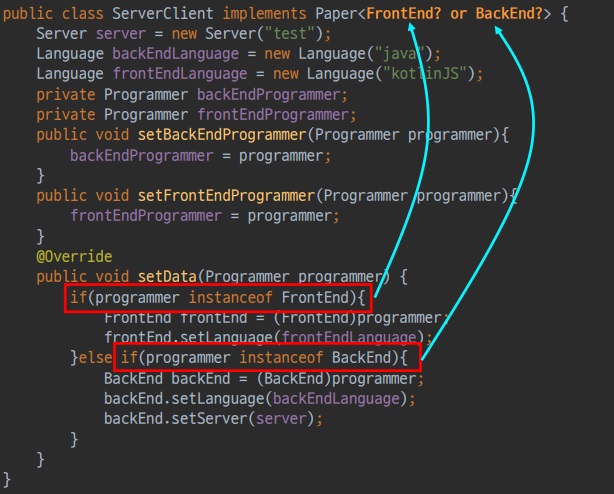 public class ServerClient implements Paper<FrontEnd? or BackEnd?> {
    Server server = new Server("test");
    Language backEndLanguage = new Language("java");
    Language frontEndLanguage = new Language("kotlinJS");
    private Programmer backEndProgrammer;
    private Programmer frontEndProgrammer;
    public void setBackEndProgrammer(Programmer programmer){
        backEndProgrammer = programmer;
    }
    public void setFrontEndProgrammer(Programmer programmer){
        frontEndProgrammer = programmer;
    }
    @Override
    public void setData(Programmer programmer) {
        if(programmer instanceof FrontEnd){
            FrontEnd frontEnd = (FrontEnd)programmer;
            frontEnd.setLanguage(frontEndLanguage);
        }else if(programmer instanceof BackEnd){
            BackEnd backEnd = (BackEnd)programmer;
            backEnd.setLanguage(backEndLanguage);
            backEnd.setServer(server);
        }
    }
}